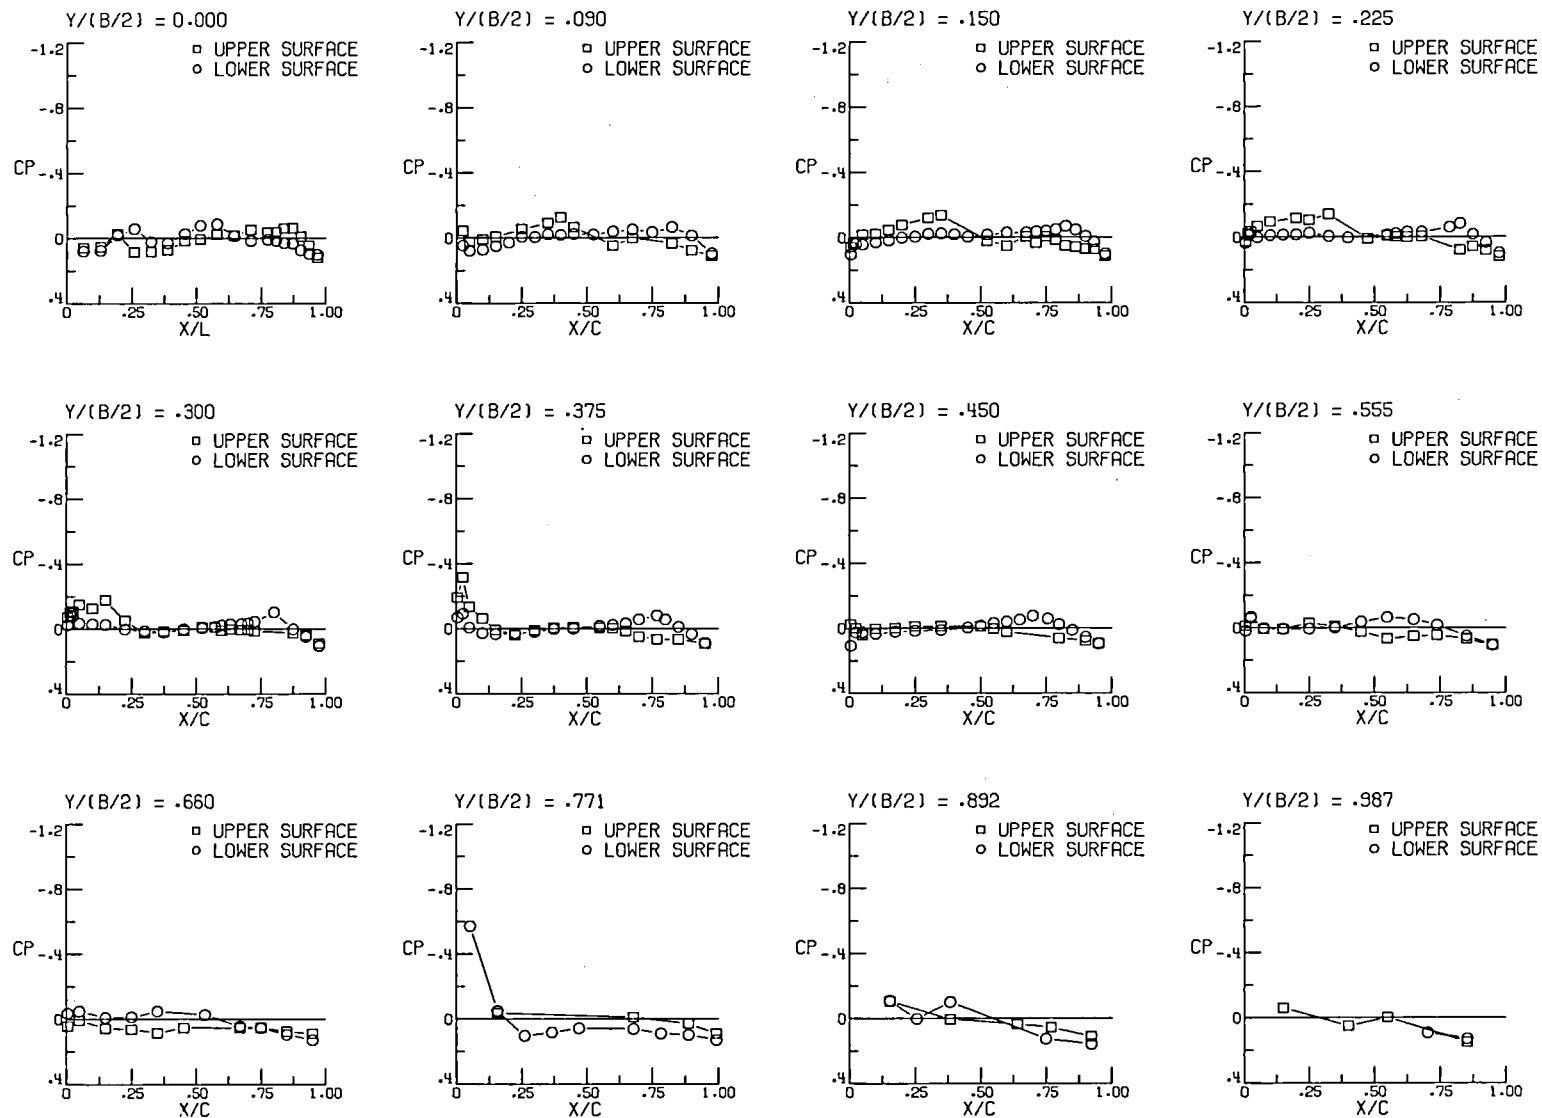 Y/(B/2) = 0.000
□ UPPER SURFACE
○ LOWER SURFACE
-1.2
-.8
CP -.4
0
.4
0 .25 .50 .75 1.00
X/L
Y/(B/2) = .090
□ UPPER SURFACE
○ LOWER SURFACE
-1.2
-.8
CP -.4
0
.4
0 .25 .50 .75 1.00
X/C
Y/(B/2) = .150
□ UPPER SURFACE
○ LOWER SURFACE
-1.2
-.8
CP -.4
0
.4
0 .25 .50 .75 1.00
X/C
Y/(B/2) = .225
□ UPPER SURFACE
○ LOWER SURFACE
-1.2
-.8
CP -.4
0
.4
0 .25 .50 .75 1.00
X/C
Y/(B/2) = .300
□ UPPER SURFACE
○ LOWER SURFACE
-1.2
-.8
CP -.4
0
.4
0 .25 .50 .75 1.00
X/C
Y/(B/2) = .375
□ UPPER SURFACE
○ LOWER SURFACE
-1.2
-.8
CP -.4
0
.4
0 .25 .50 .75 1.00
X/C
Y/(B/2) = .450
□ UPPER SURFACE
○ LOWER SURFACE
-1.2
-.8
CP -.4
0
.4
0 .25 .50 .75 1.00
X/C
Y/(B/2) = .555
□ UPPER SURFACE
○ LOWER SURFACE
-1.2
-.8
CP -.4
0
.4
0 .25 .50 .75 1.00
X/C
Y/(B/2) = .660
□ UPPER SURFACE
○ LOWER SURFACE
-1.2
-.8
CP -.4
0
.4
0 .25 .50 .75 1.00
X/C
Y/(B/2) = .771
□ UPPER SURFACE
○ LOWER SURFACE
-1.2
-.8
CP -.4
0
.4
0 .25 .50 .75 1.00
X/C
Y/(B/2) = .892
□ UPPER SURFACE
○ LOWER SURFACE
-1.2
-.8
CP -.4
0
.4
0 .25 .50 .75 1.00
X/C
Y/(B/2) = .987
□ UPPER SURFACE
○ LOWER SURFACE
-1.2
-.8
CP -.4
0
.4
0 .25 .50 .75 1.00
X/C